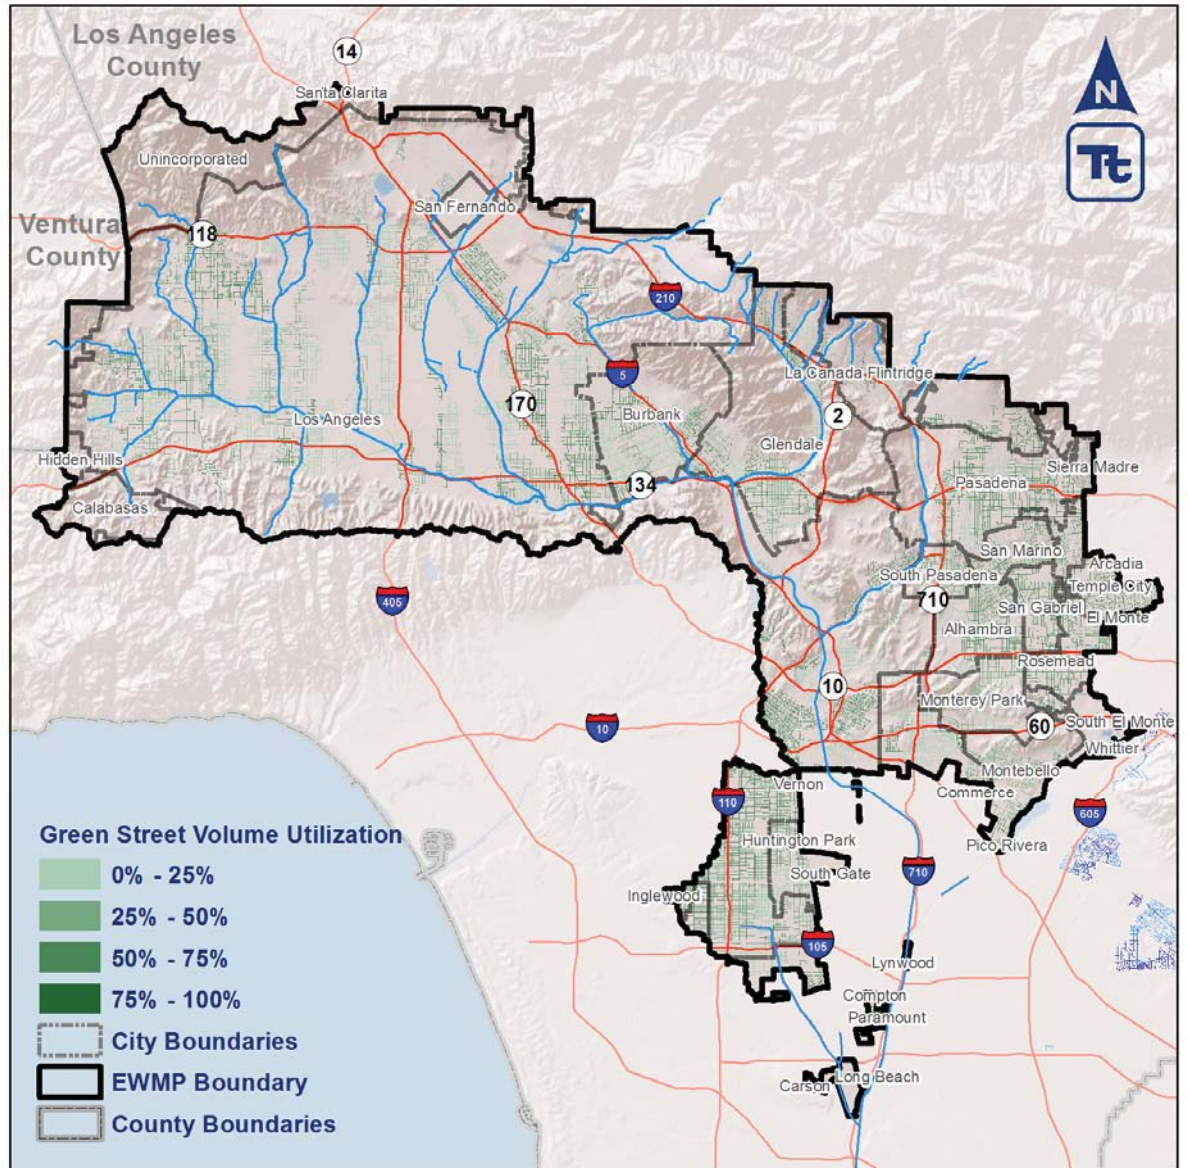 Los Angeles
County
14
Santa Clarita
N
Tt
Unincorporated
San Fernando
Ventura
County
118
210
5
La Canada Flintridge
170
2
Burbank
Los Angeles
Glendale
Hidden Hills
Sierra Madre
134
Pasadena
Calabasas
San Marino
Arcadia
South Pasadena
Temple City
405
710
San Gabriel
El Monte
Alhambra
Rosemead
10
Monterey Park
10
60
South El Monte
Whittier
Montebello
Vernon
Commerce
110
605
Green Street Volume Utilization
Huntington Park
Pico Rivera
0% - 25%
South Gate
710
Inglewood
25% - 50%
105
50% - 75%
Lynwood
75% - 100%
Compton
Paramount
City Boundaries
EWMP Boundary
Carson
Long Beach
County Boundaries